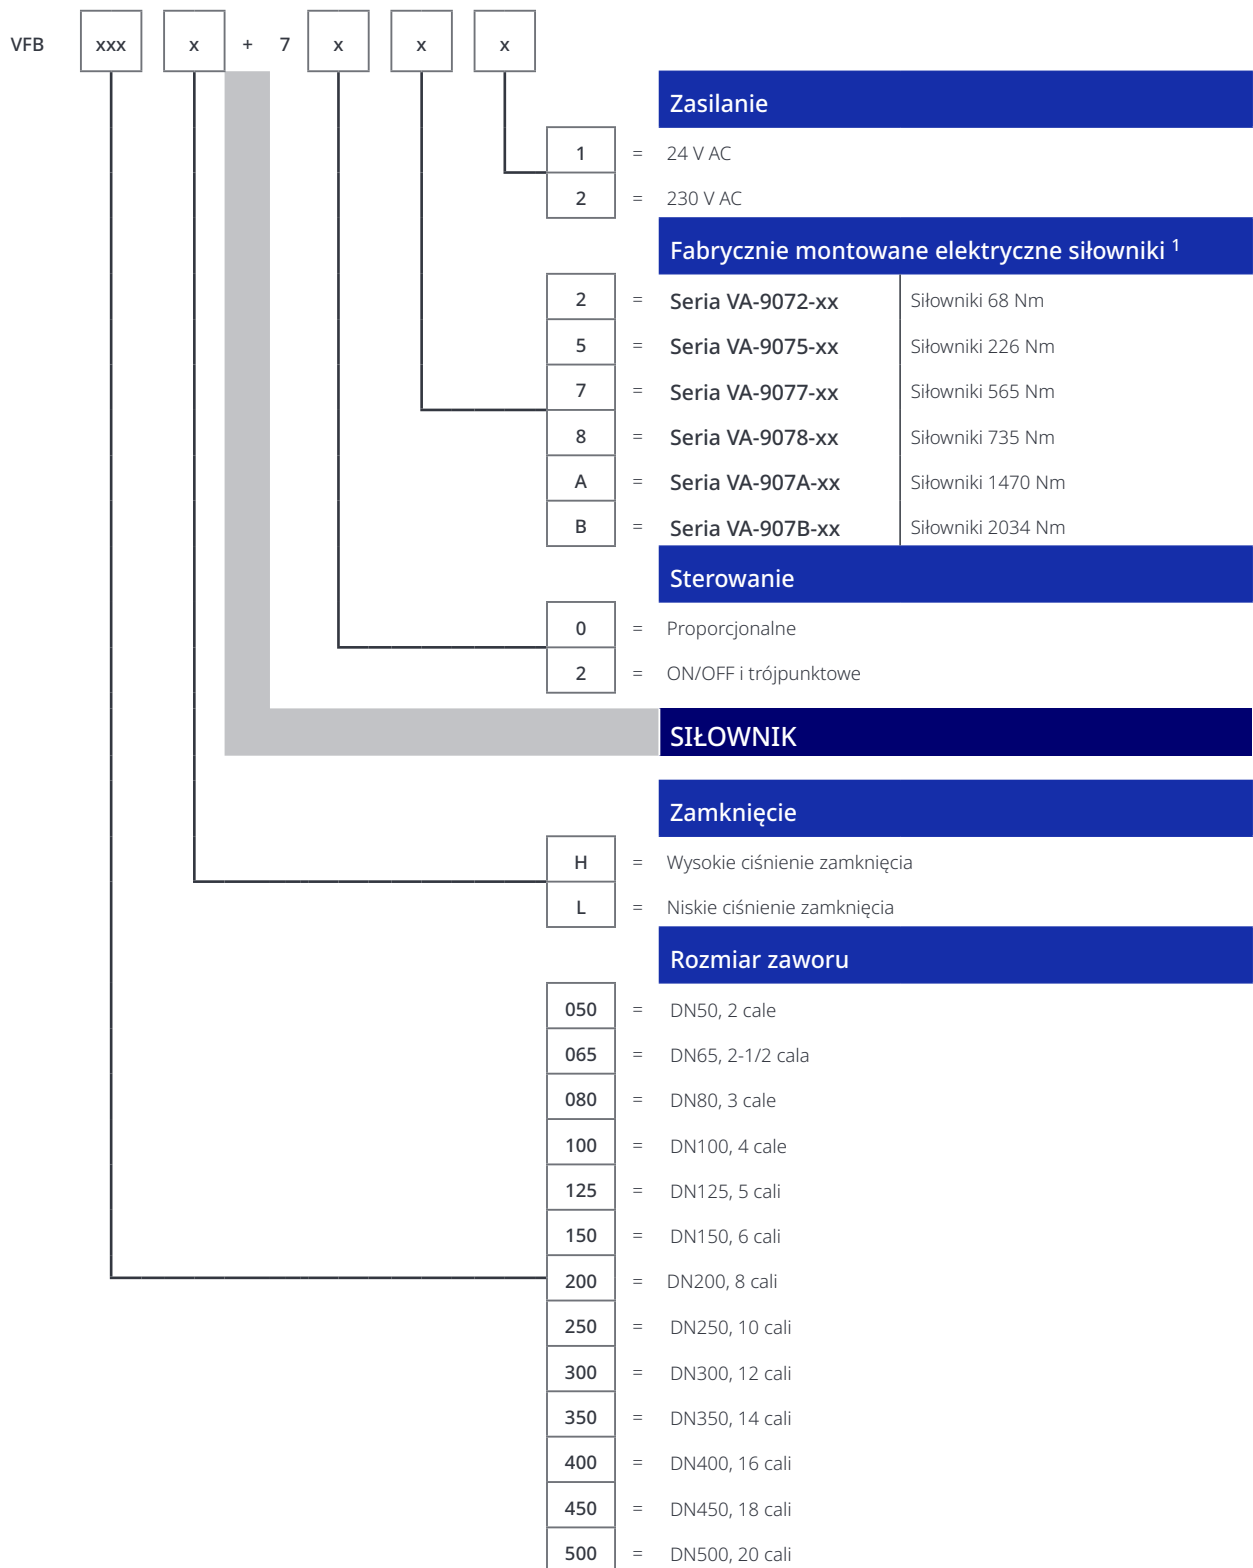 VFB xxx x + 7 x x x
Zasilanie
1 = 24 V AC
2 = 230 V AC
Fabrycznie montowane elektryczne siłowniki 1
2 = Seria VA-9072-xx Siłowniki 68 Nm
5 = Seria VA-9075-xx Siłowniki 226 Nm
7 = Seria VA-9077-xx Siłowniki 565 Nm
8 = Seria VA-9078-xx Siłowniki 735 Nm
A = Seria VA-907A-xx Siłowniki 1470 Nm
B = Seria VA-907B-xx Siłowniki 2034 Nm
Sterowanie
0 = Proporcjonalne
2 = ON/OFF i trójpunktowe
SIŁOWNIK
Zamknięcie
H = Wysokie ciśnienie zamknięcia
L = Niskie ciśnienie zamknięcia
Rozmiar zaworu
050 = DN50, 2 cale
065 = DN65, 2-1/2 cala
080 = DN80, 3 cale
100 = DN100, 4 cale
125 = DN125, 5 cali
150 = DN150, 6 cali
200 = DN200, 8 cali
250 = DN250, 10 cali
300 = DN300, 12 cali
350 = DN350, 14 cali
400 = DN400, 16 cali
450 = DN450, 18 cali
500 = DN500, 20 cali